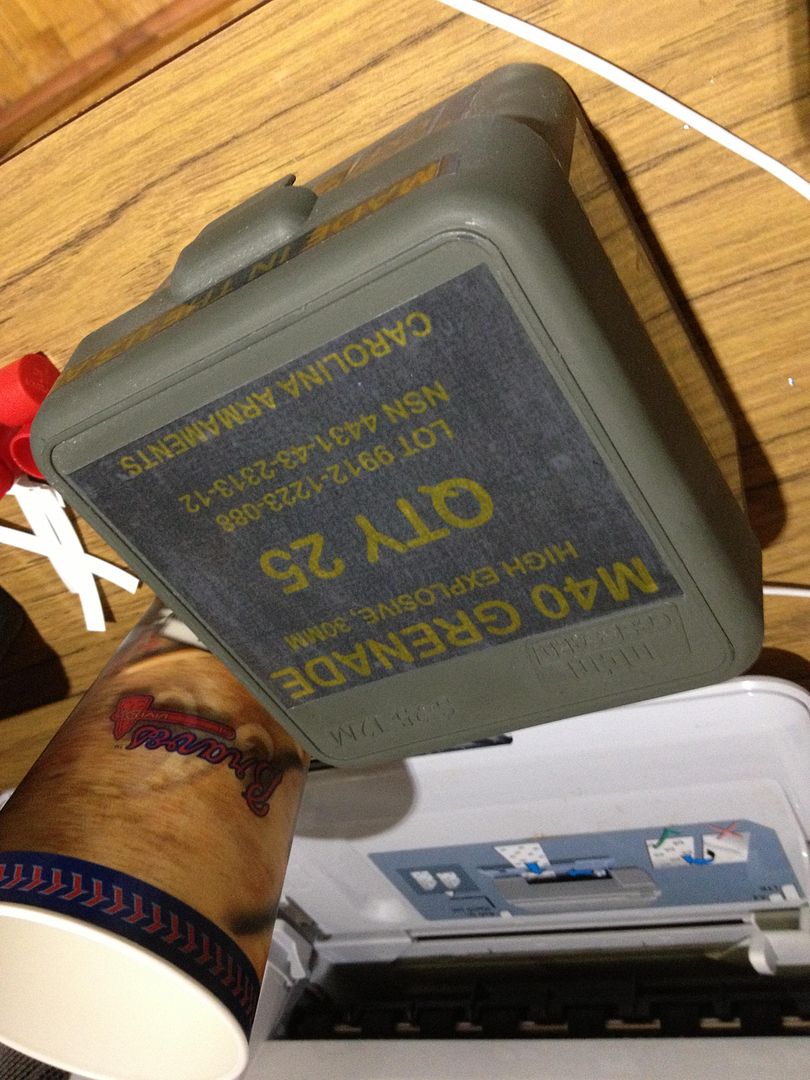 M40 GRENADE
HIGH EXPLOSIVE, 30MM
QTY 25
LOT 9912-1223-088
NSN 4431-43-2313-12
CAROLINA ARMAMENTS
MADE IN THE USA
Braves